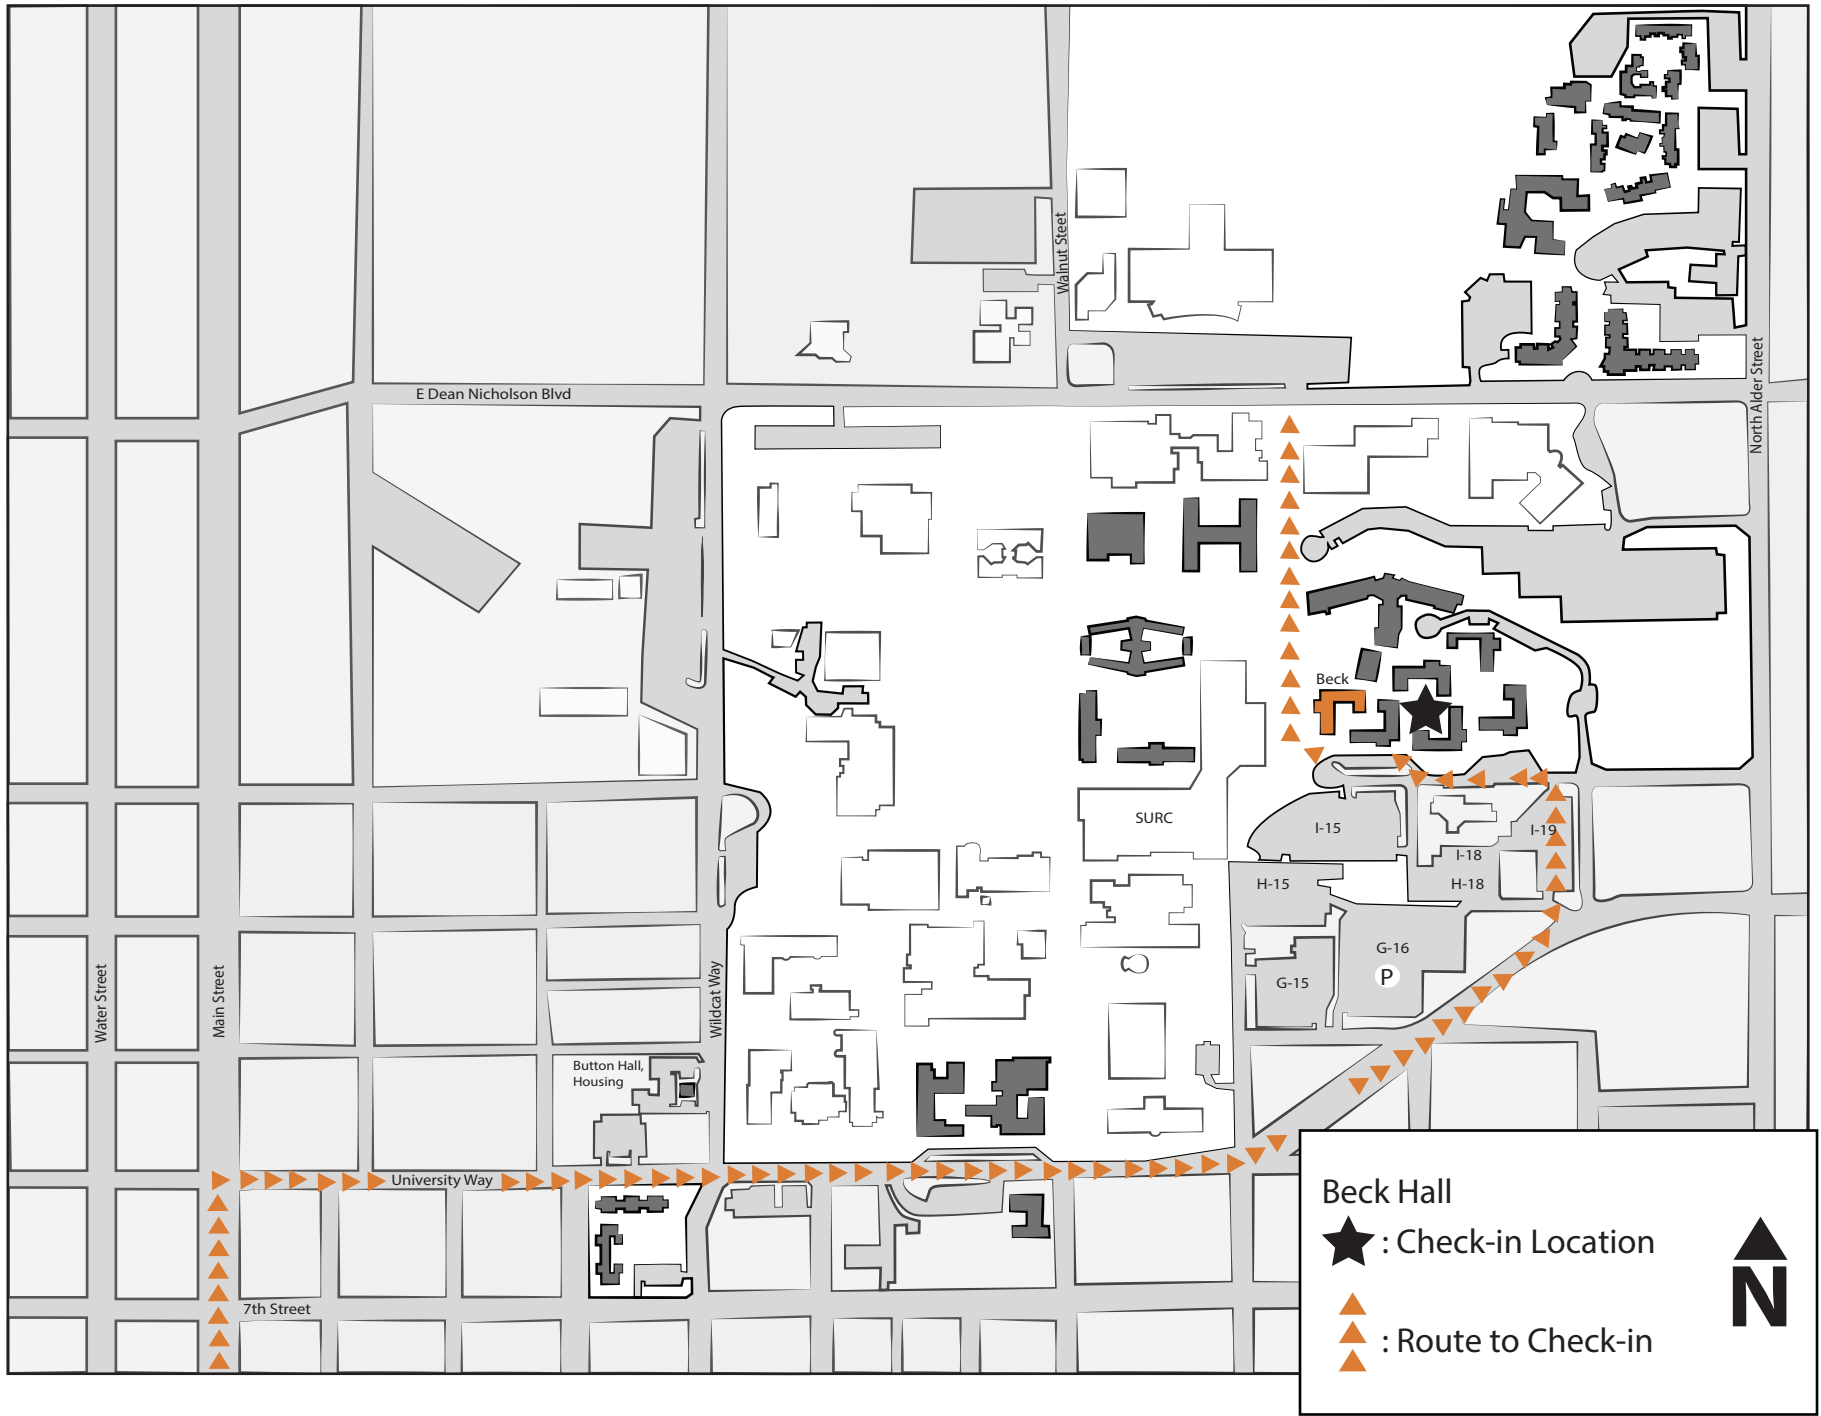 Walnut Steet
North Alder Street
E Dean Nicholson Blvd
Beck
SURC
I-15
I-19
I-18
H-15
H-18
G-16
P
G-15
Water Street
Main Street
Wildcat Way
Button Hall,
Housing
University Way
7th Street
Beck Hall
: Check-in Location
: Route to Check-in
N